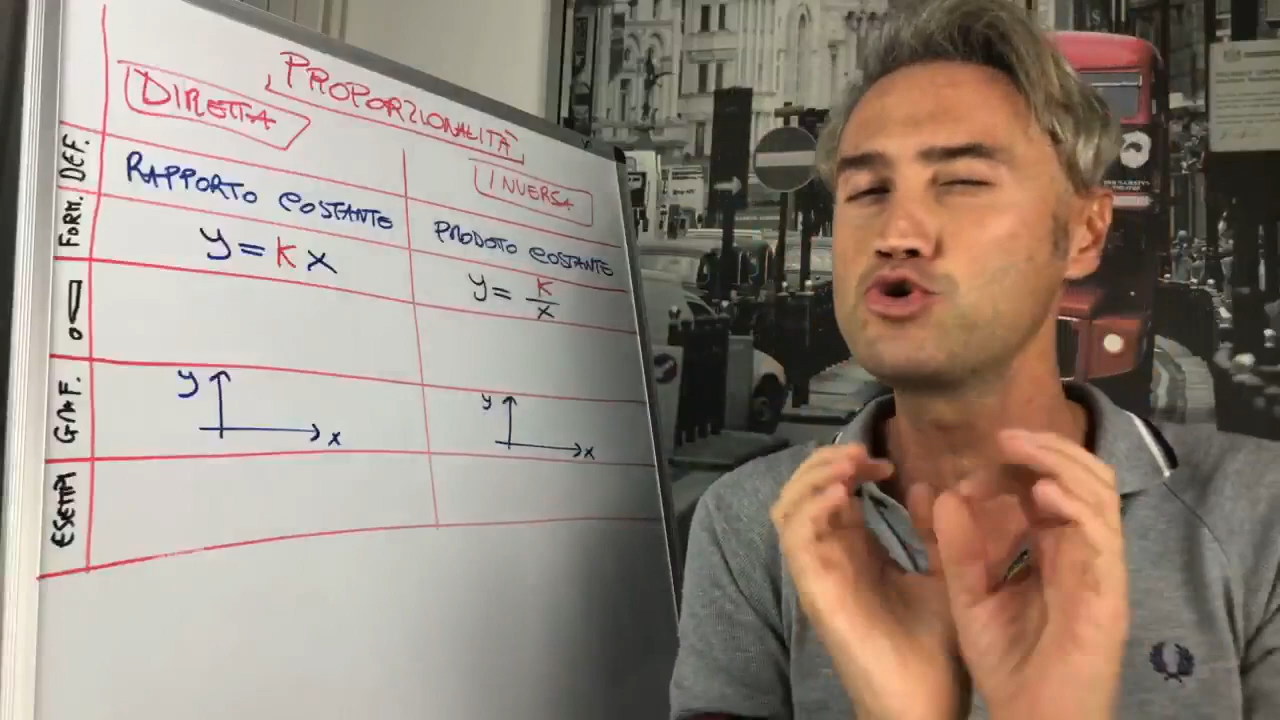 PROPORZIONALITÀ
DIRETTA
INVERSA
DEF.
RAPPORTO COSTANTE
PRODOTO COSTANTE
FORM.
y = K x
y = K/x
GRAF.
y
x
y
x
ESEMPI